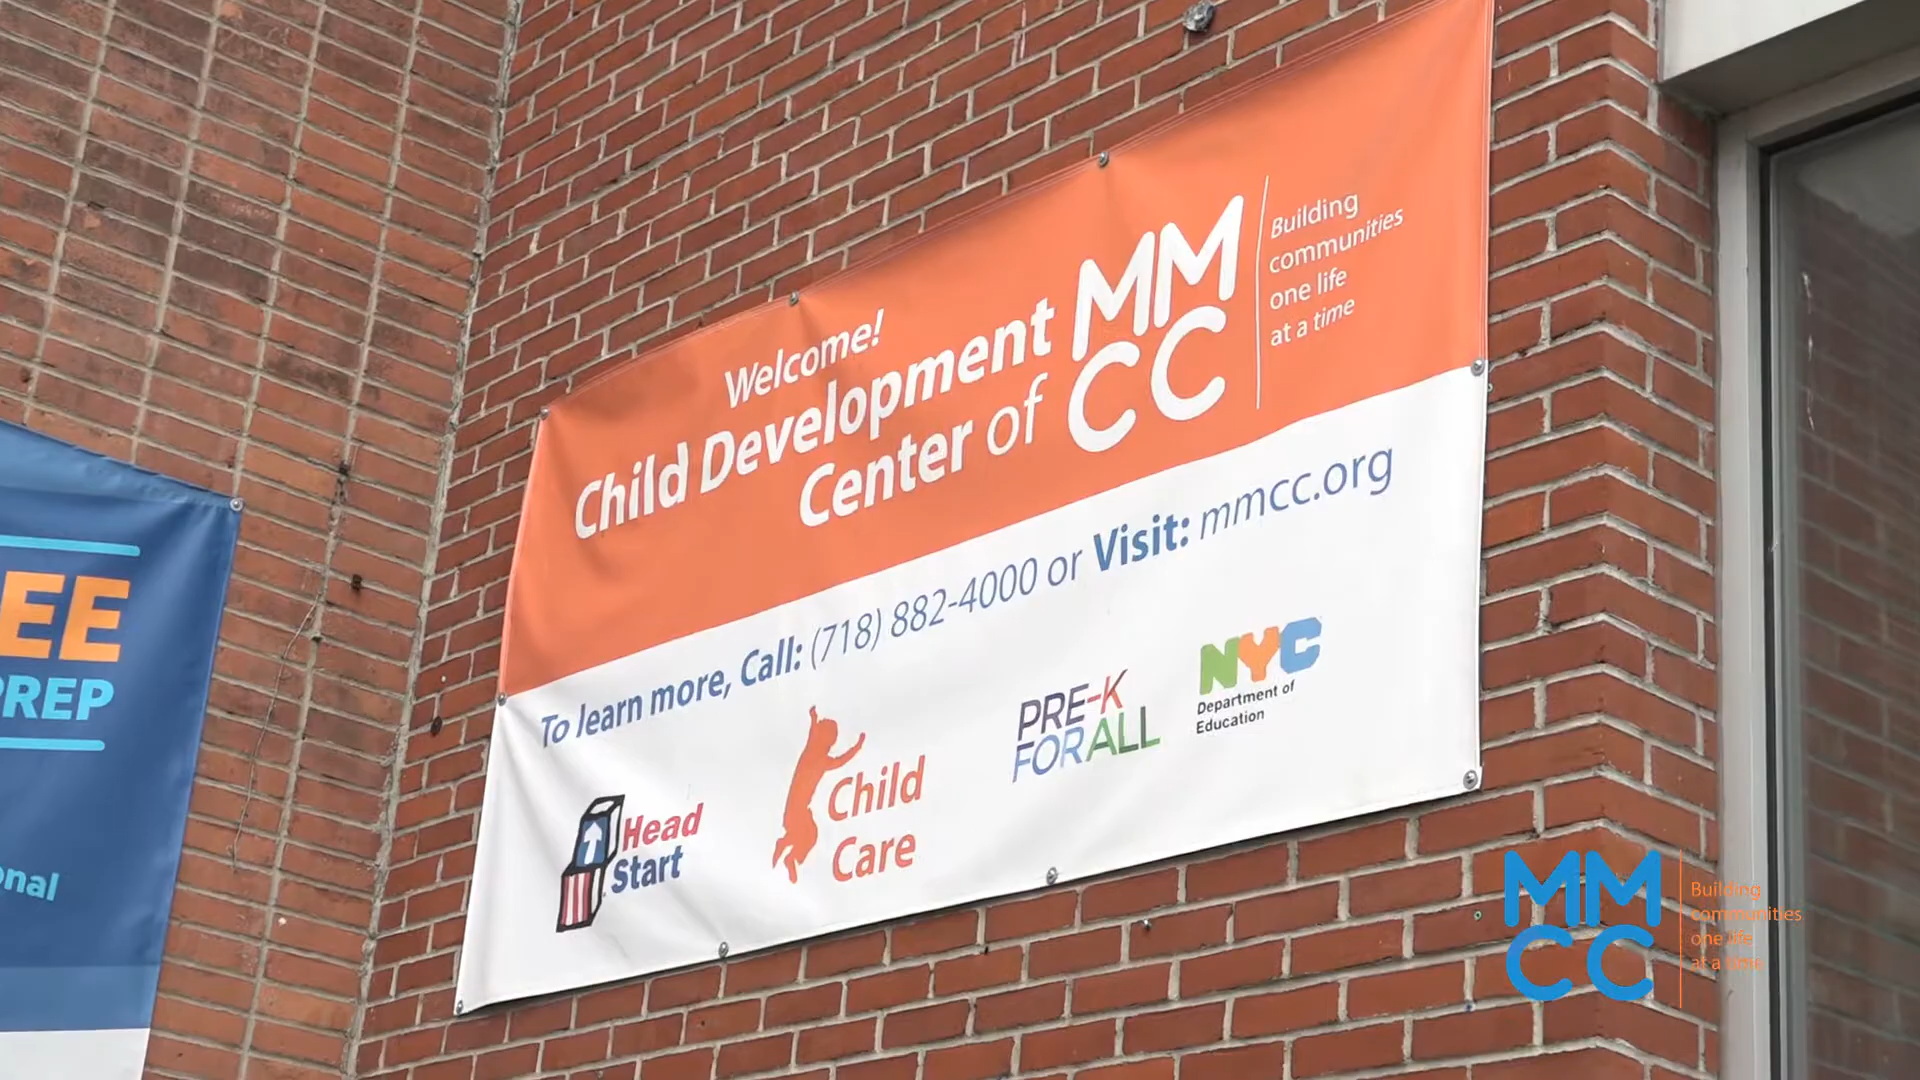 Welcome!
Child Development
Center of
MM
CC
Building
communities
one life
at a time
To learn more, Call: (718) 882-4000 or Visit: mmcc.org
Head
Start
Child
Care
PRE-K
FOR ALL
NYC
Department of
Education
EE
PREP
onal
MM
CC
Building
communities
one life
at a time